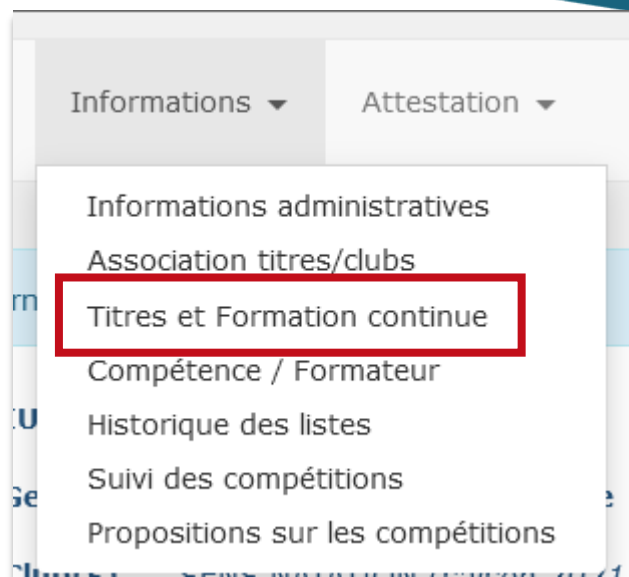 Informations Attestation
Informations administratives
Association titres/clubs
rn
Titres et Formation continue
Compétence / Formateur
Historique des listes
Suivi des compétitions
Propositions sur les compétitions